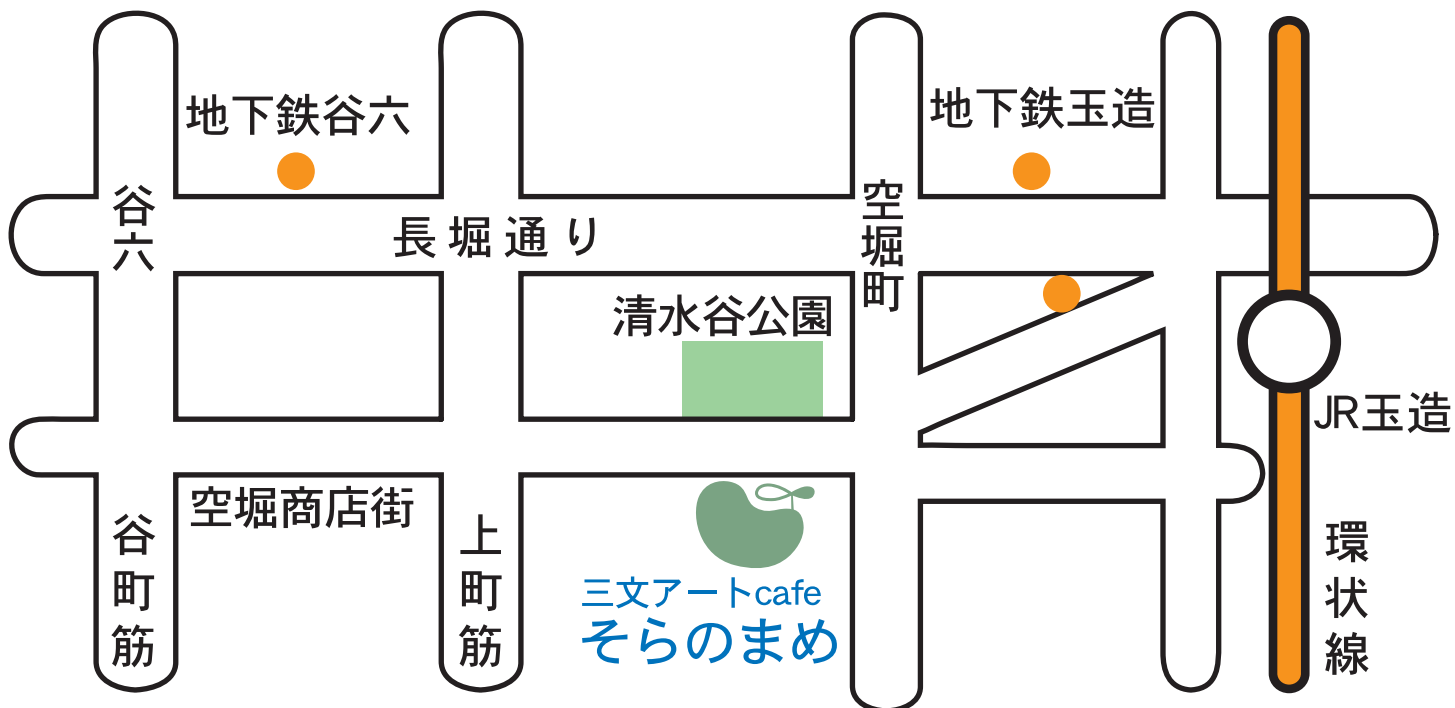 地下鉄谷六
地下鉄玉造
谷六
長堀通り
空堀町
清水谷公園
JR玉造
空堀商店街
谷町筋
上町筋
三文アートcafe
そらのまめ
環状線